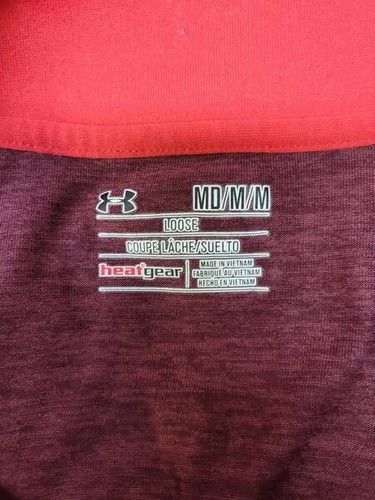 MD/M/M
LOOSE
COUPE LÂCHE/SUELTO
heatgear
MADE IN VIETNAM
FABRIQUÉ AU VIETNAM
HECHO EN VIETNAM